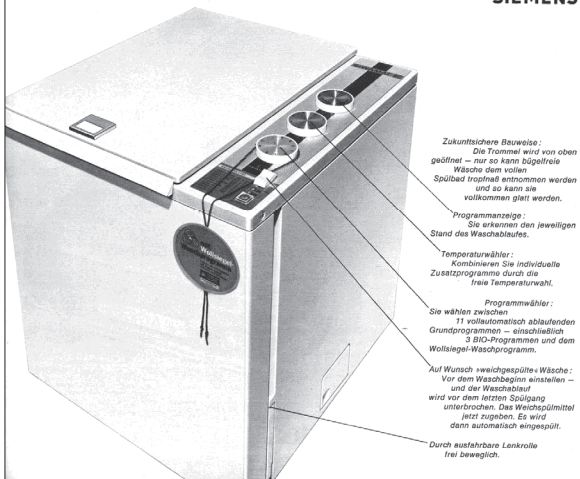 SIEMENS
Wollsiegel-
Zukunftsichere Bauweise:
Die Trommel wird von oben
geöffnet — nur so kann bügelfreie
Wäsche dem vollen
Spülbad tropfnaß entnommen werden
und so kann sie
vollkommen glatt werden.
Programmanzeige:
Sie erkennen den jeweiligen
Stand des Waschablaufes.
Temperaturwähler:
Kombinieren Sie individuelle
Zusatzprogramme durch die
freie Temperaturwahl.
Programmwähler:
Sie wählen zwischen
11 vollautomatisch ablaufenden
Grundprogrammen — einschließlich
3 BIO-Programmen und dem
Wollsiegel-Waschprogramm.
Auf Wunsch »weichgespülte« Wäsche:
Vor dem Waschbeginn einstellen —
und der Waschablauf
wird vor dem letzten Spülgang
unterbrochen. Das Weichspülmittel
jetzt zugeben. Es wird
dann automatisch eingespült.
Durch ausfahrbare Lenkrolle
frei beweglich.